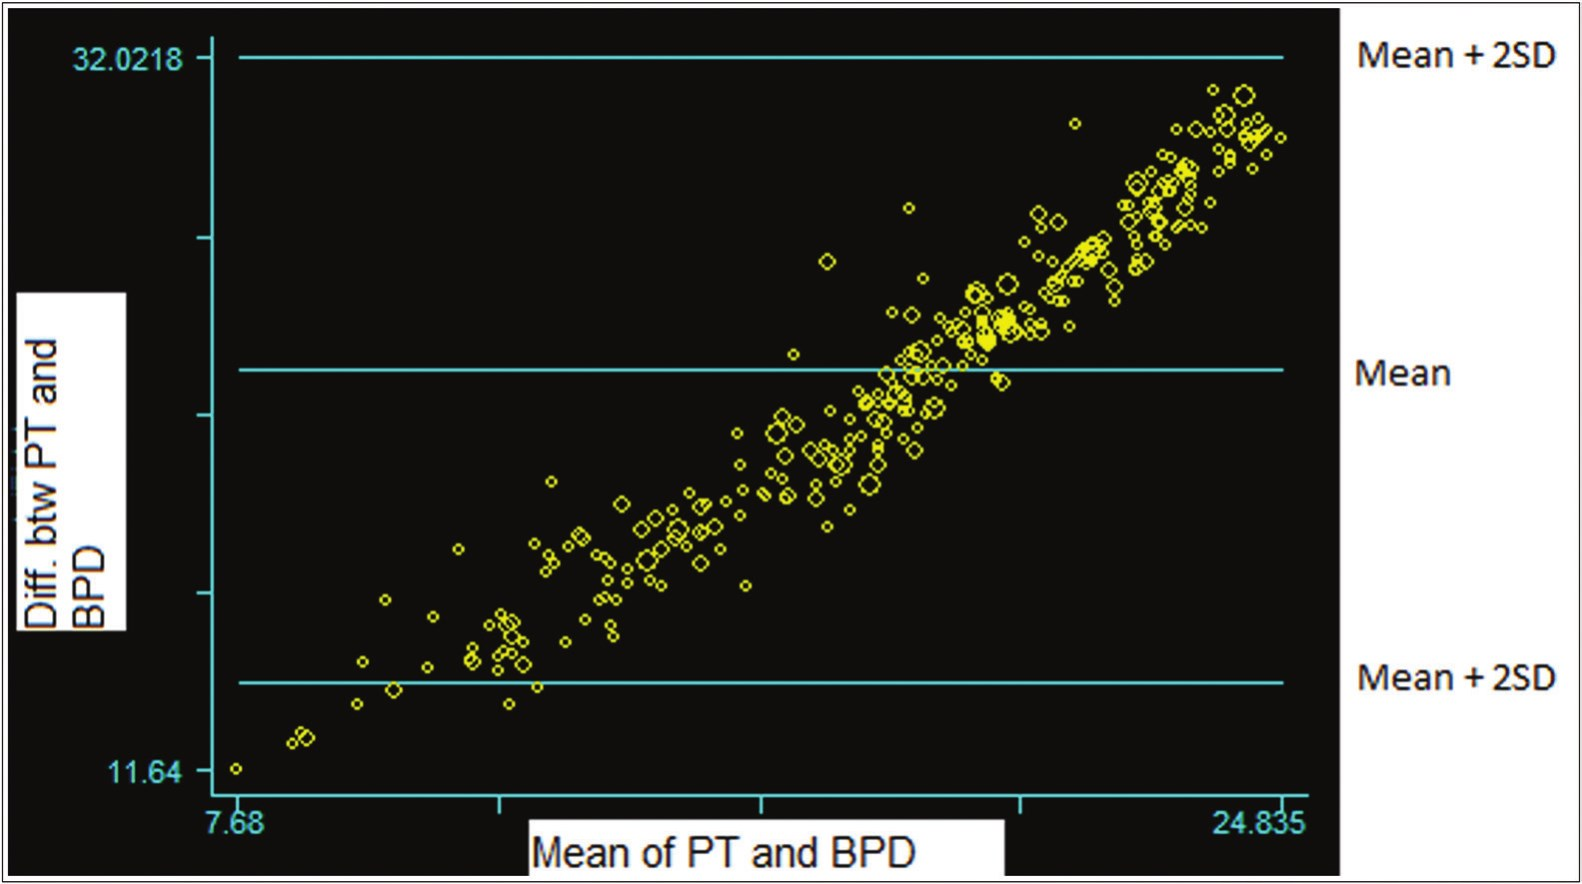 32.0218
Mean + 2SD
Mean
Mean + 2SD
Diff. btw PT and
BPD
11.64
7.68
24.835
Mean of PT and BPD